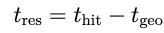 t_res = t_hit − t_geo